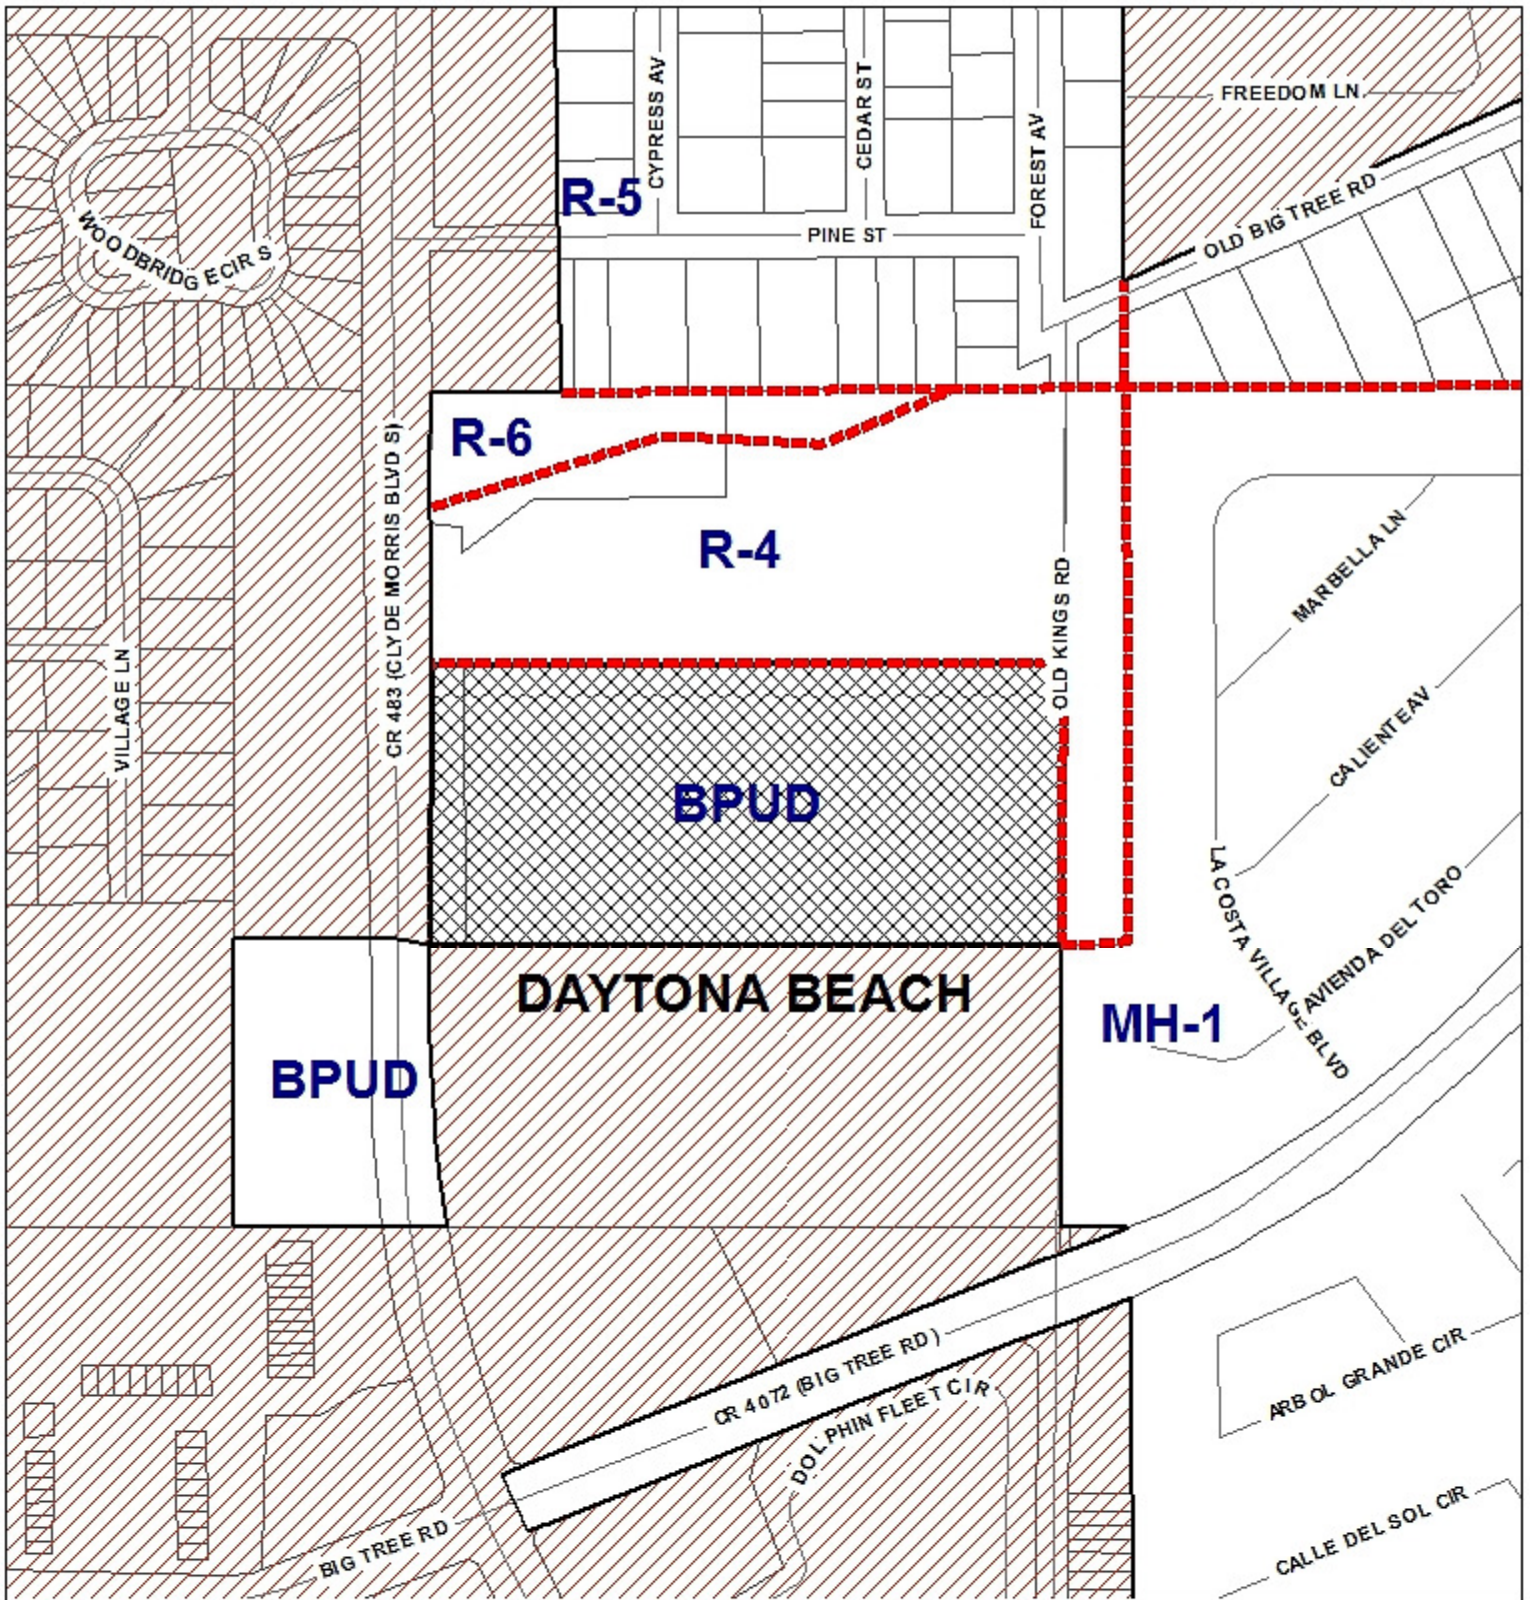 FREEDOM LN
CYPRESS AV
CEDAR ST
FOREST AV
R-5
OLD BIG TREE RD
PINE ST
WOODBRIDGE CIR S
R-6
CR 483 (CLYDE MORRIS BLVD S)
R-4
MARBELLA LN
OLD KINGS RD
VILLAGE LN
CALIENTE AV
BPUD
LA COSTA VILLAGE BLVD
AVIENDA DEL TORO
DAYTONA BEACH
MH-1
BPUD
CR 4072 (BIG TREE RD)
ARBOL GRANDE CIR
DOLPHIN FLEET CIR
BIG TREE RD
CALLE DEL SOL CIR